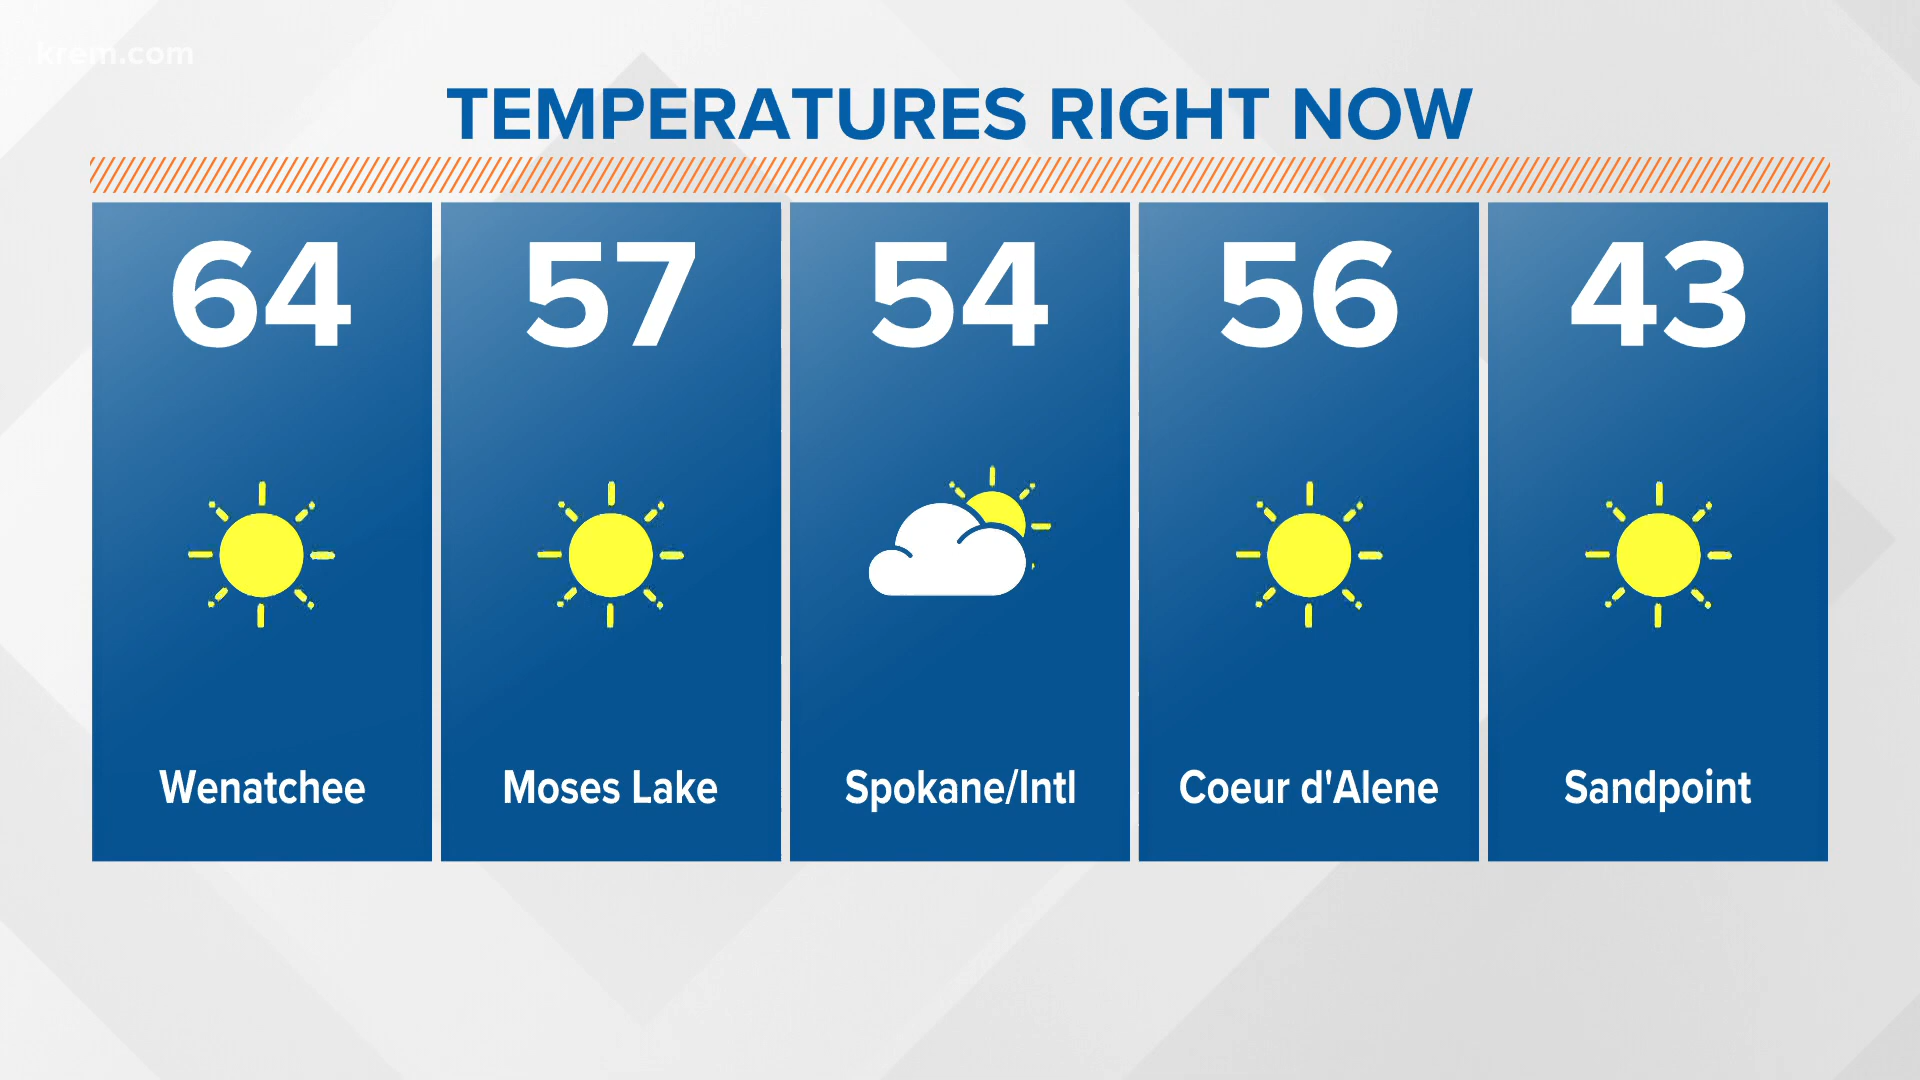 krem.com
TEMPERATURES RIGHT NOW
64 57 54 56 43
Wenatchee Moses Lake Spokane/Intl Coeur d'Alene Sandpoint